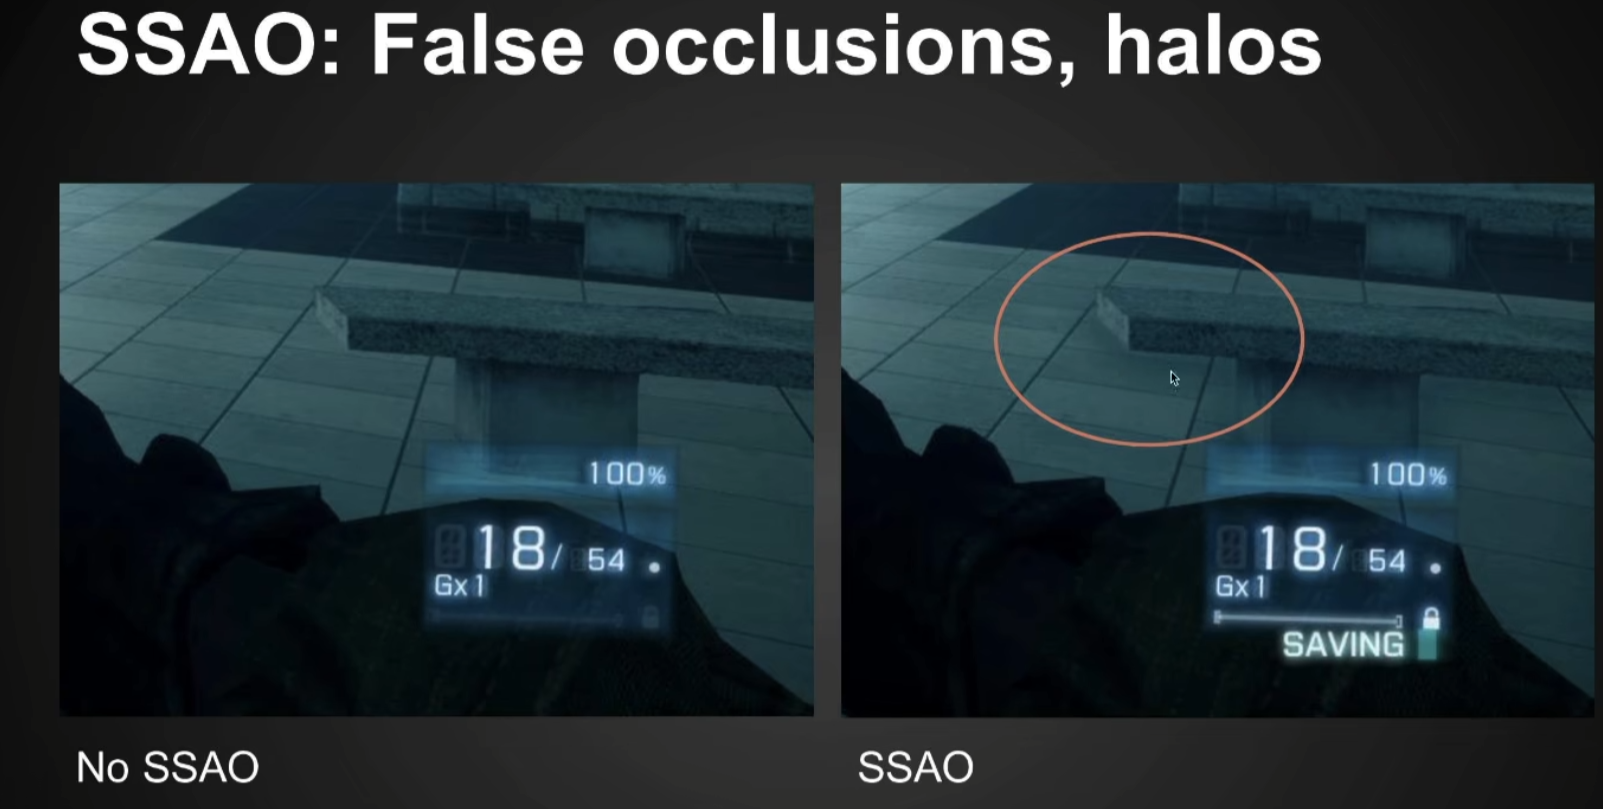 SSAO: False occlusions, halos
100%
18/54
Gx1
100%
18/54
Gx1
SAVING
No SSAO
SSAO